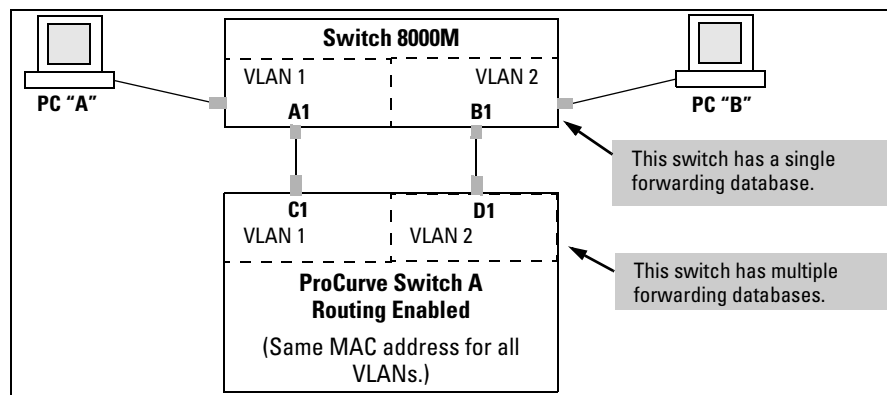 Switch 8000M
VLAN 1
VLAN 2
PC “A”
PC “B”
A1
B1
This switch has a single
forwarding database.
C1
D1
VLAN 1
VLAN 2
This switch has multiple
forwarding databases.
ProCurve Switch A
Routing Enabled
(Same MAC address for all
VLANs.)